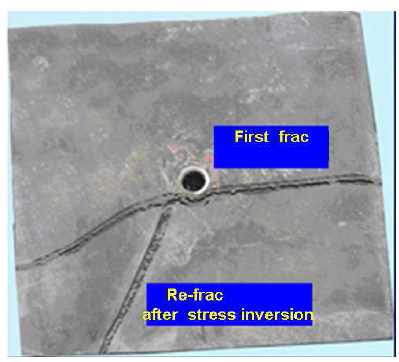 First frac
Re-frac
after stress inversion